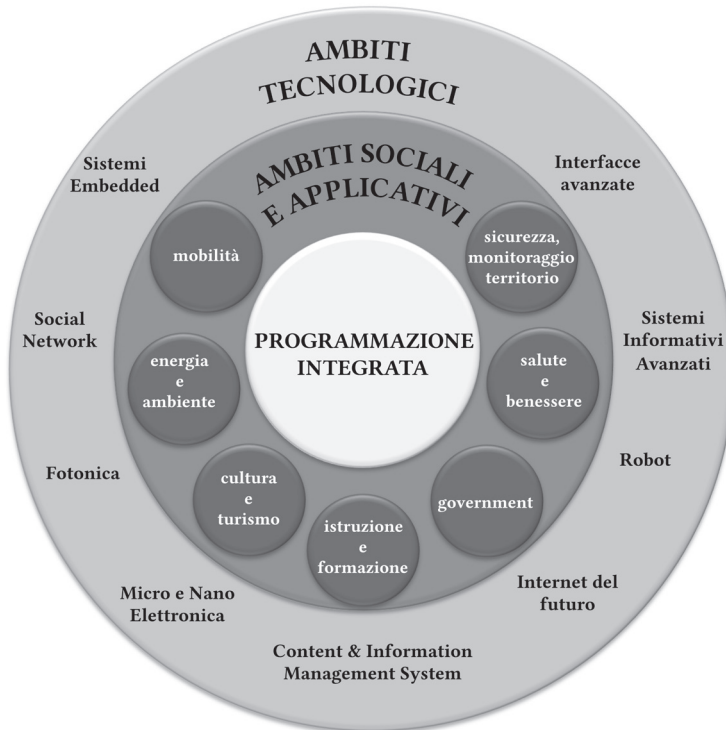 AMBITI
TECNOLOGICI
AMBITI SOCIALI
E APPLICATIVI
PROGRAMMAZIONE
INTEGRATA
Sistemi
Embedded
Interfacce
avanzate
Social
Network
Sistemi
Informativi
Avanzati
Fotonica
Robot
Micro e Nano
Elettronica
Internet del
futuro
Content & Information
Management System
mobilità
sicurezza,
monitoraggio
territorio
energia
e
ambiente
salute
e
benessere
cultura
e
turismo
government
istruzione
e
formazione